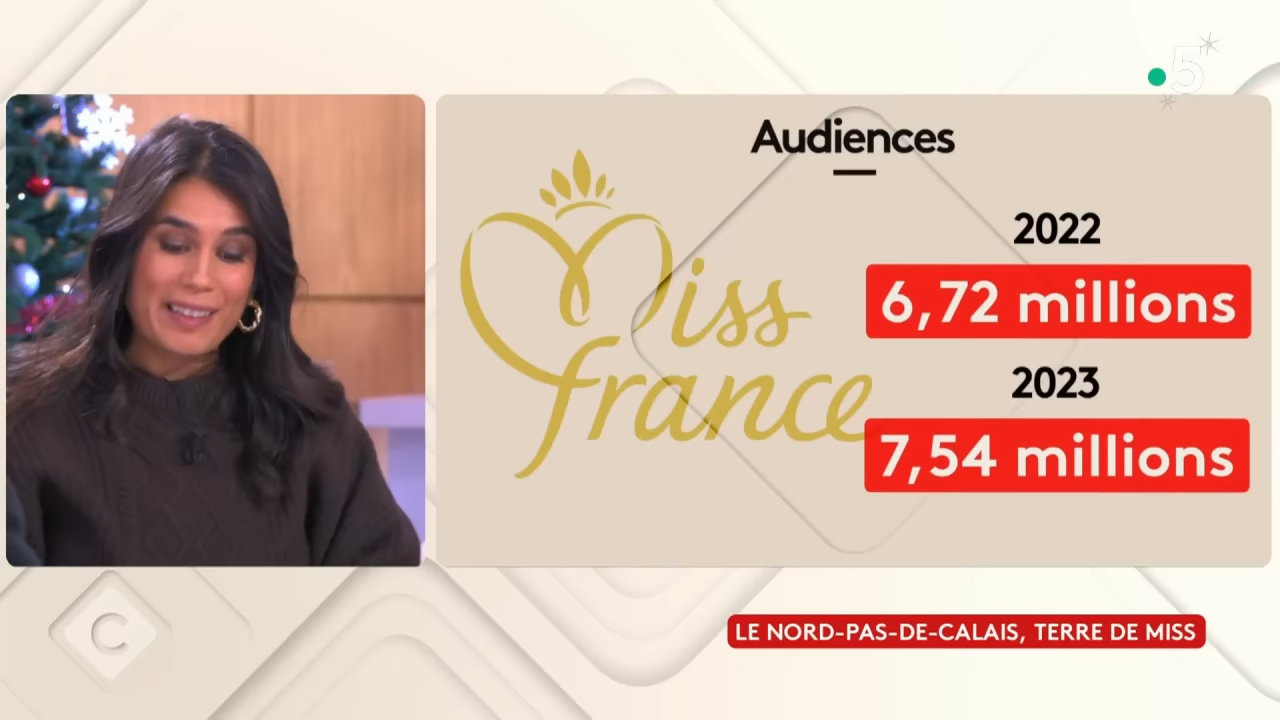 5
Audiences
Miss
france
2022
6,72 millions
2023
7,54 millions
C
LE NORD-PAS-DE-CALAIS, TERRE DE MISS